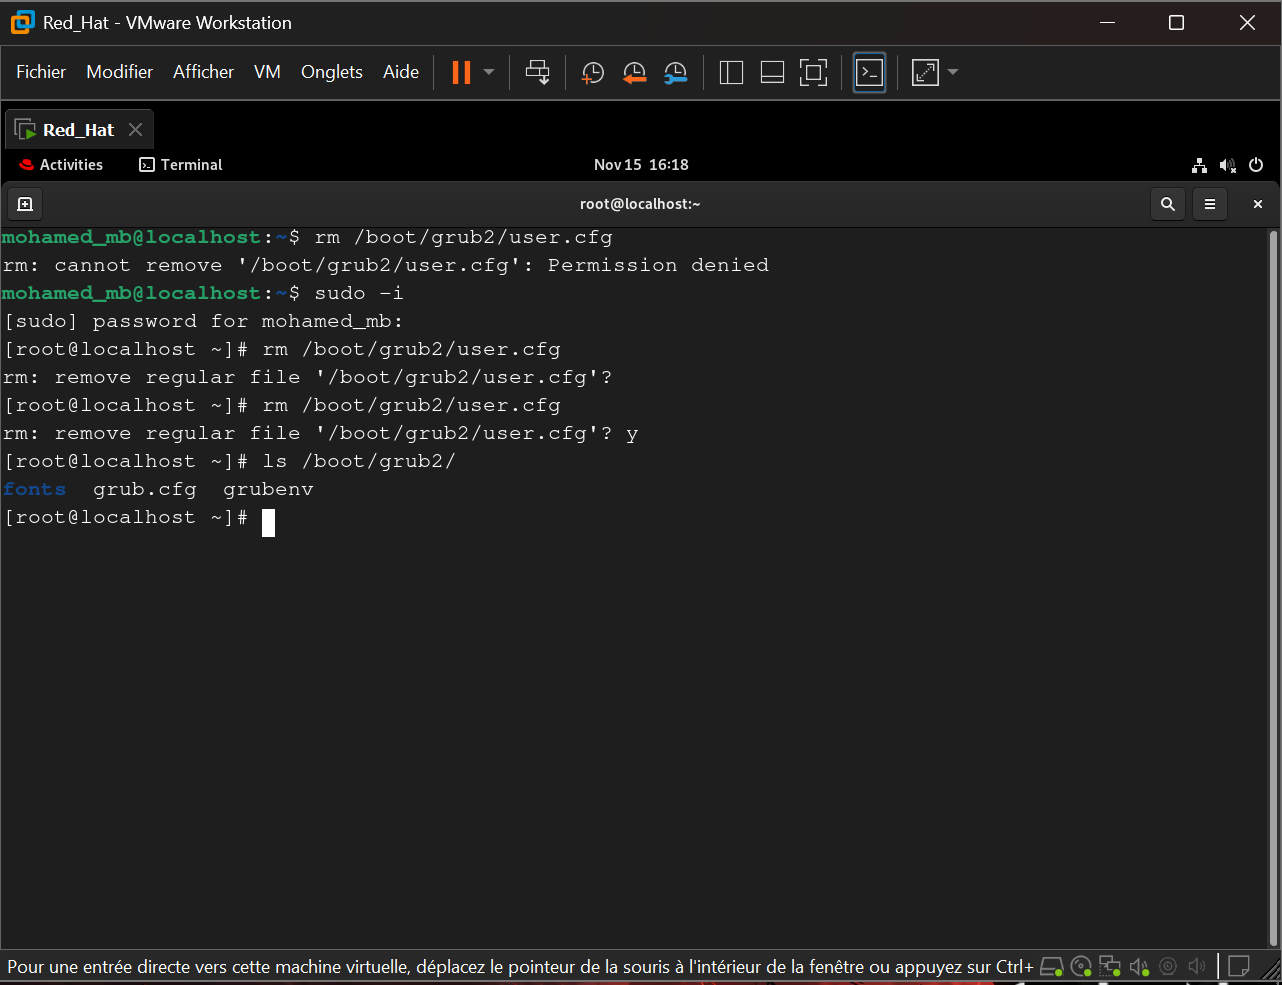 Red_Hat - VMware Workstation
Fichier Modifier Afficher VM Onglets Aide
Red_Hat
Activities Terminal Nov 15 16:18
root@localhost:~
mohamed_mb@localhost:~$ rm /boot/grub2/user.cfg
rm: cannot remove '/boot/grub2/user.cfg': Permission denied
mohamed_mb@localhost:~$ sudo -i
[sudo] password for mohamed_mb:
[root@localhost ~]# rm /boot/grub2/user.cfg
rm: remove regular file '/boot/grub2/user.cfg'?
[root@localhost ~]# rm /boot/grub2/user.cfg
rm: remove regular file '/boot/grub2/user.cfg'? y
[root@localhost ~]# ls /boot/grub2/
fonts grub.cfg grubenv
[root@localhost ~]#
Pour une entrée directe vers cette machine virtuelle, déplacez le pointeur de la souris à l'intérieur de la fenêtre ou appuyez sur Ctrl+